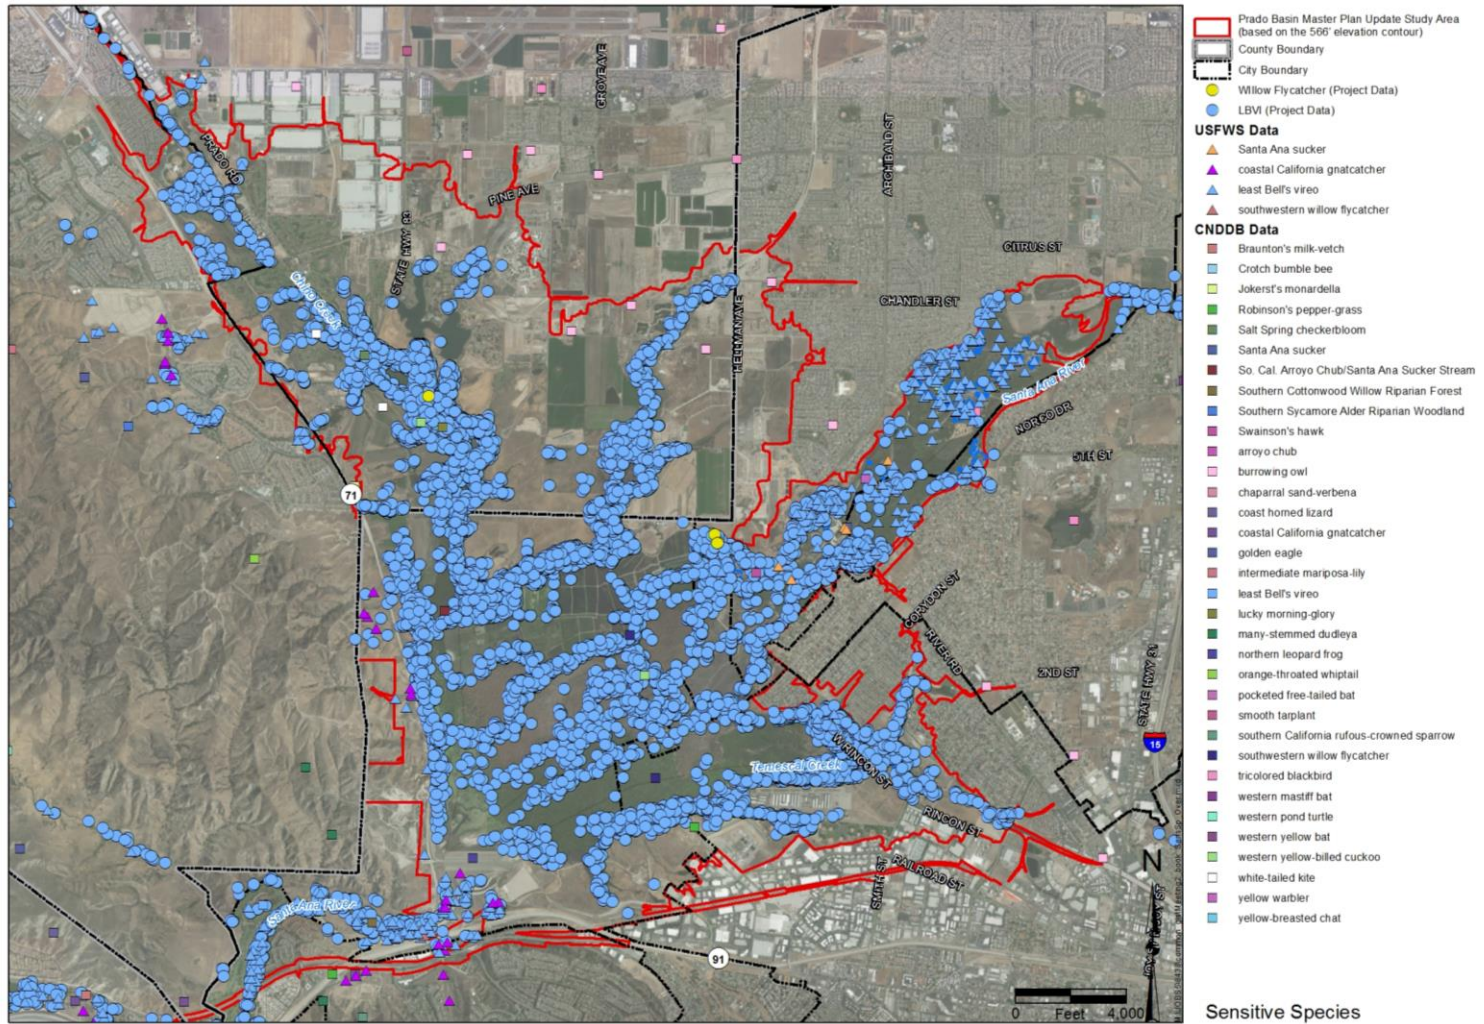 PRADO RD
GROVE AVE
ARCHIBALD ST
PINE AVE
STATE HWY 83
CITRUS ST
CHANDLER ST
Chino Creek
HELLMAN AVE
Santa Ana River
NORCO DR
5TH ST
71
CORYDON ST
RIVER RD
2ND ST
STATE HWY 31
15
W RINCON ST
Temescal Creek
RINCON ST
RAILROAD ST
SMITH ST
Santa Ana River
91
N
0 Feet 4,000
Prado Basin Master Plan Update Study Area
(based on the 566' elevation contour)
County Boundary
City Boundary
Willow Flycatcher (Project Data)
LBVI (Project Data)
USFWS Data
Santa Ana sucker
coastal California gnatcatcher
least Bell's vireo
southwestern willow flycatcher
CNDDB Data
Braunton's milk-vetch
Crotch bumble bee
Jokerst's monardella
Robinson's pepper-grass
Salt Spring checkerbloom
Santa Ana sucker
So. Cal. Arroyo Chub/Santa Ana Sucker Stream
Southern Cottonwood Willow Riparian Forest
Southern Sycamore Alder Riparian Woodland
Swainson's hawk
arroyo chub
burrowing owl
chaparral sand-verbena
coast horned lizard
coastal California gnatcatcher
golden eagle
intermediate mariposa-lily
least Bell's vireo
lucky morning-glory
many-stemmed dudleya
northern leopard frog
orange-throated whiptail
pocketed free-tailed bat
smooth tarplant
southern California rufous-crowned sparrow
southwestern willow flycatcher
tricolored blackbird
western mastiff bat
western pond turtle
western yellow bat
western yellow-billed cuckoo
white-tailed kite
yellow warbler
yellow-breasted chat
Sensitive Species